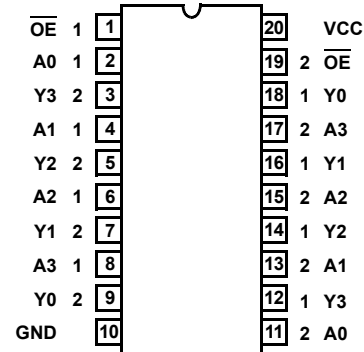 OE 1 1 20 VCC
A0 1 2 19 2 OE
Y3 2 3 18 1 Y0
A1 1 4 17 2 A3
Y2 2 5 16 1 Y1
A2 1 6 15 2 A2
Y1 2 7 14 1 Y2
A3 1 8 13 2 A1
Y0 2 9 12 1 Y3
GND 10 11 2 A0